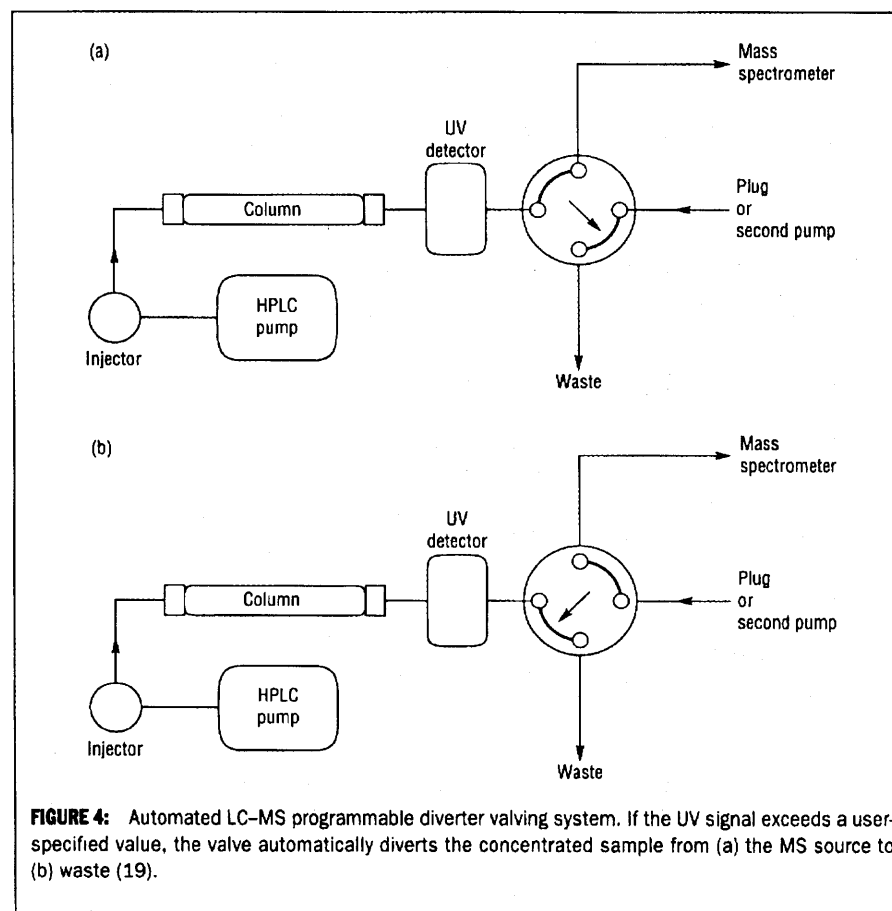 (a)
Mass
spectrometer
UV
detector
Column
Plug
or
second pump
HPLC
pump
Injector
Waste
(b)
Mass
spectrometer
UV
detector
Column
Plug
or
second pump
HPLC
pump
Injector
Waste
FIGURE 4: Automated LC–MS programmable diverter valving system. If the UV signal exceeds a user-
specified value, the valve automatically diverts the concentrated sample from (a) the MS source to
(b) waste (19).